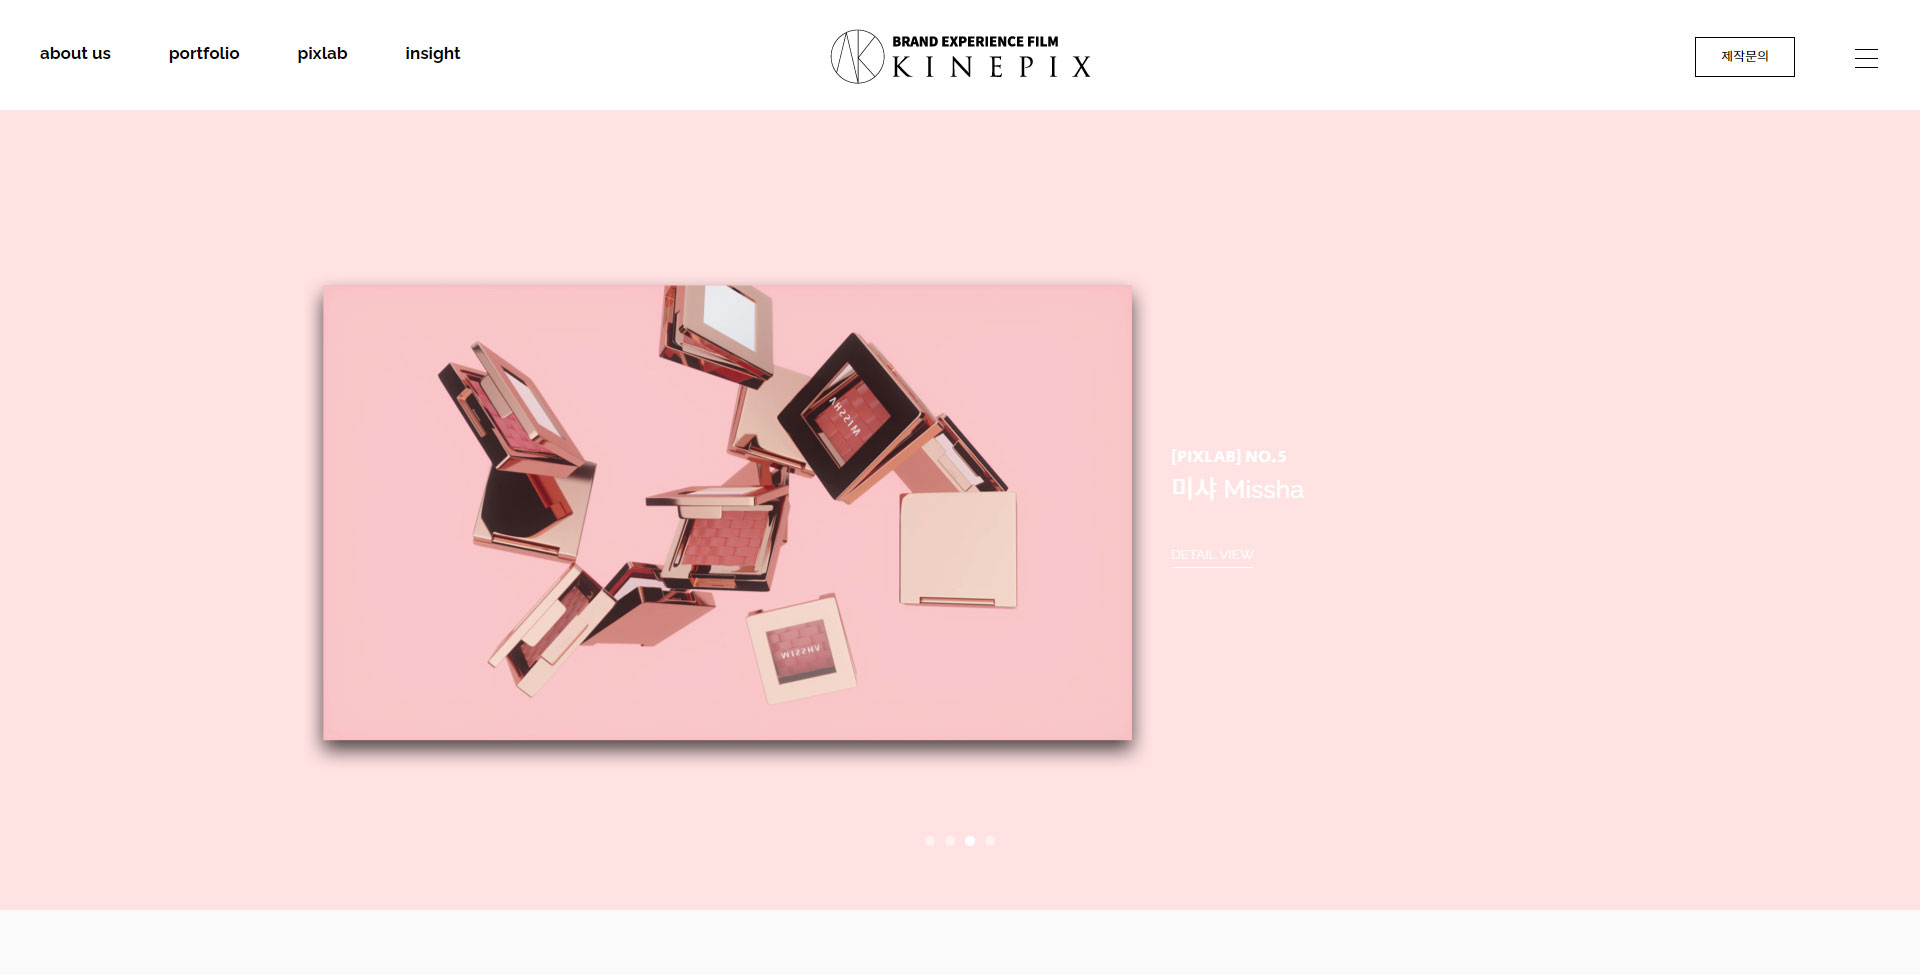 about us
portfolio
pixlab
insight
BRAND EXPERIENCE FILM
KINEPIX
제작문의
MISSHA
MISSHA
[PIXLAB] NO.5
미샤 Missha
DETAIL VIEW